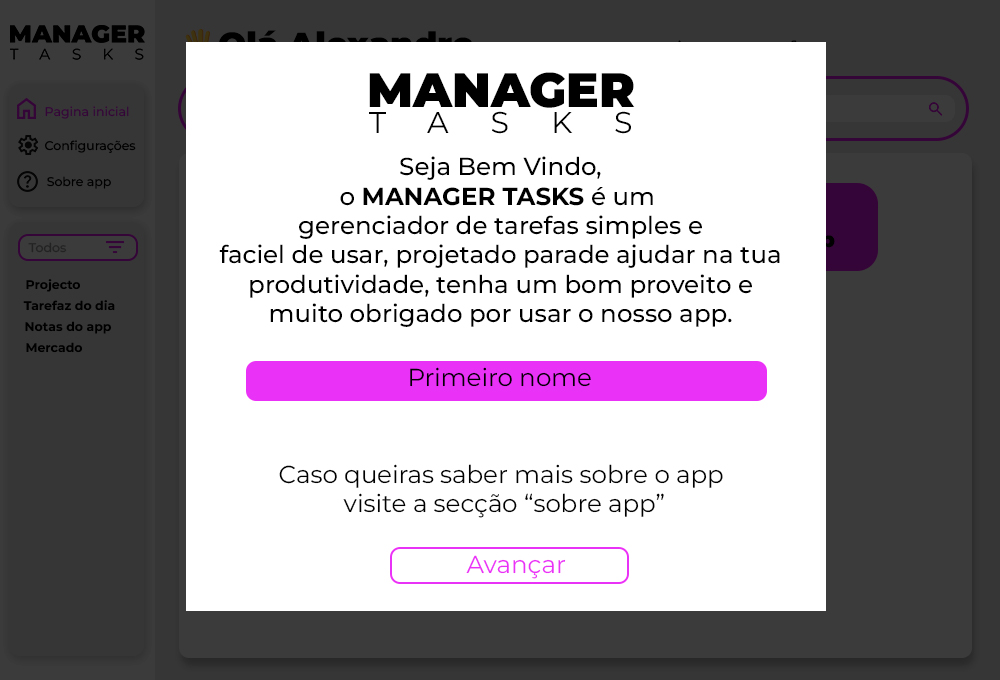 MANAGER
TASKS
Pagina inicial
Configurações
Sobre app
Todos
Projecto
Tarefaz do dia
Notas do app
Mercado
Olá Alexandre
MANAGER
TASKS
Seja Bem Vindo,
o MANAGER TASKS é um
gerenciador de tarefas simples e
faciel de usar, projetado parade ajudar na tua
produtividade, tenha um bom proveito e
muito obrigado por usar o nosso app.
Primeiro nome
Caso queiras saber mais sobre o app
visite a secção “sobre app”
Avançar